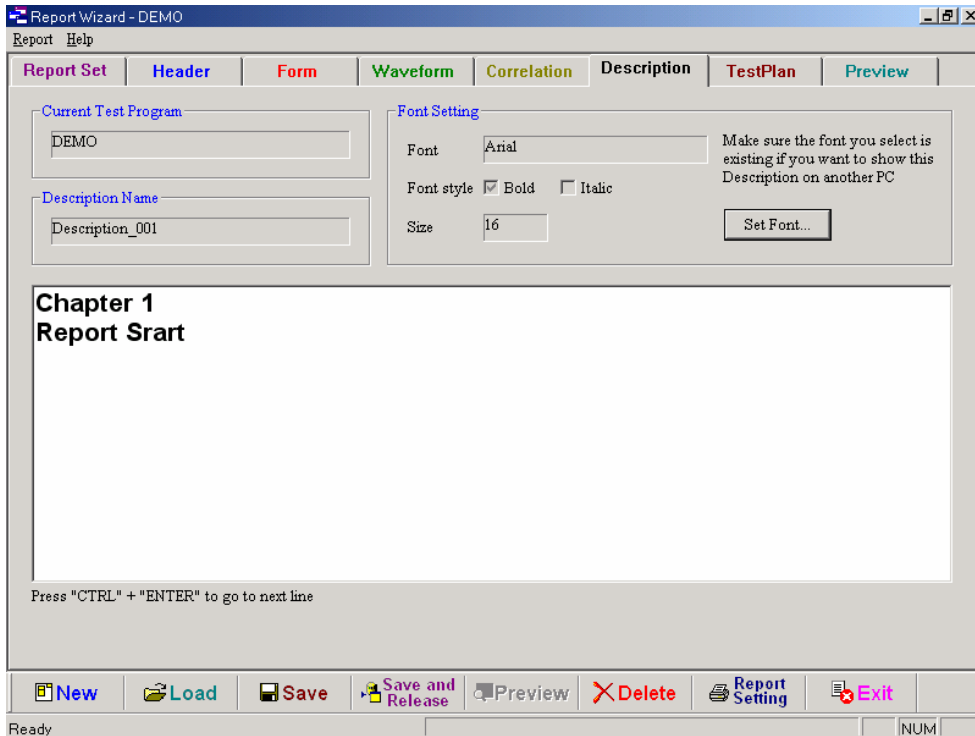 Report Wizard - DEMO
Report Help
Report Set Header Form Waveform Correlation Description TestPlan Preview
Current Test Program
DEMO
Description Name
Description_001
Font Setting
Font Arial
Font style Bold Italic
Size 16
Make sure the font you select is
existing if you want to show this
Description on another PC
Set Font...
Chapter 1
Report Srart
Press "CTRL" + "ENTER" to go to next line
New Load Save Save and Release Preview Delete Report Setting Exit
Ready NUM